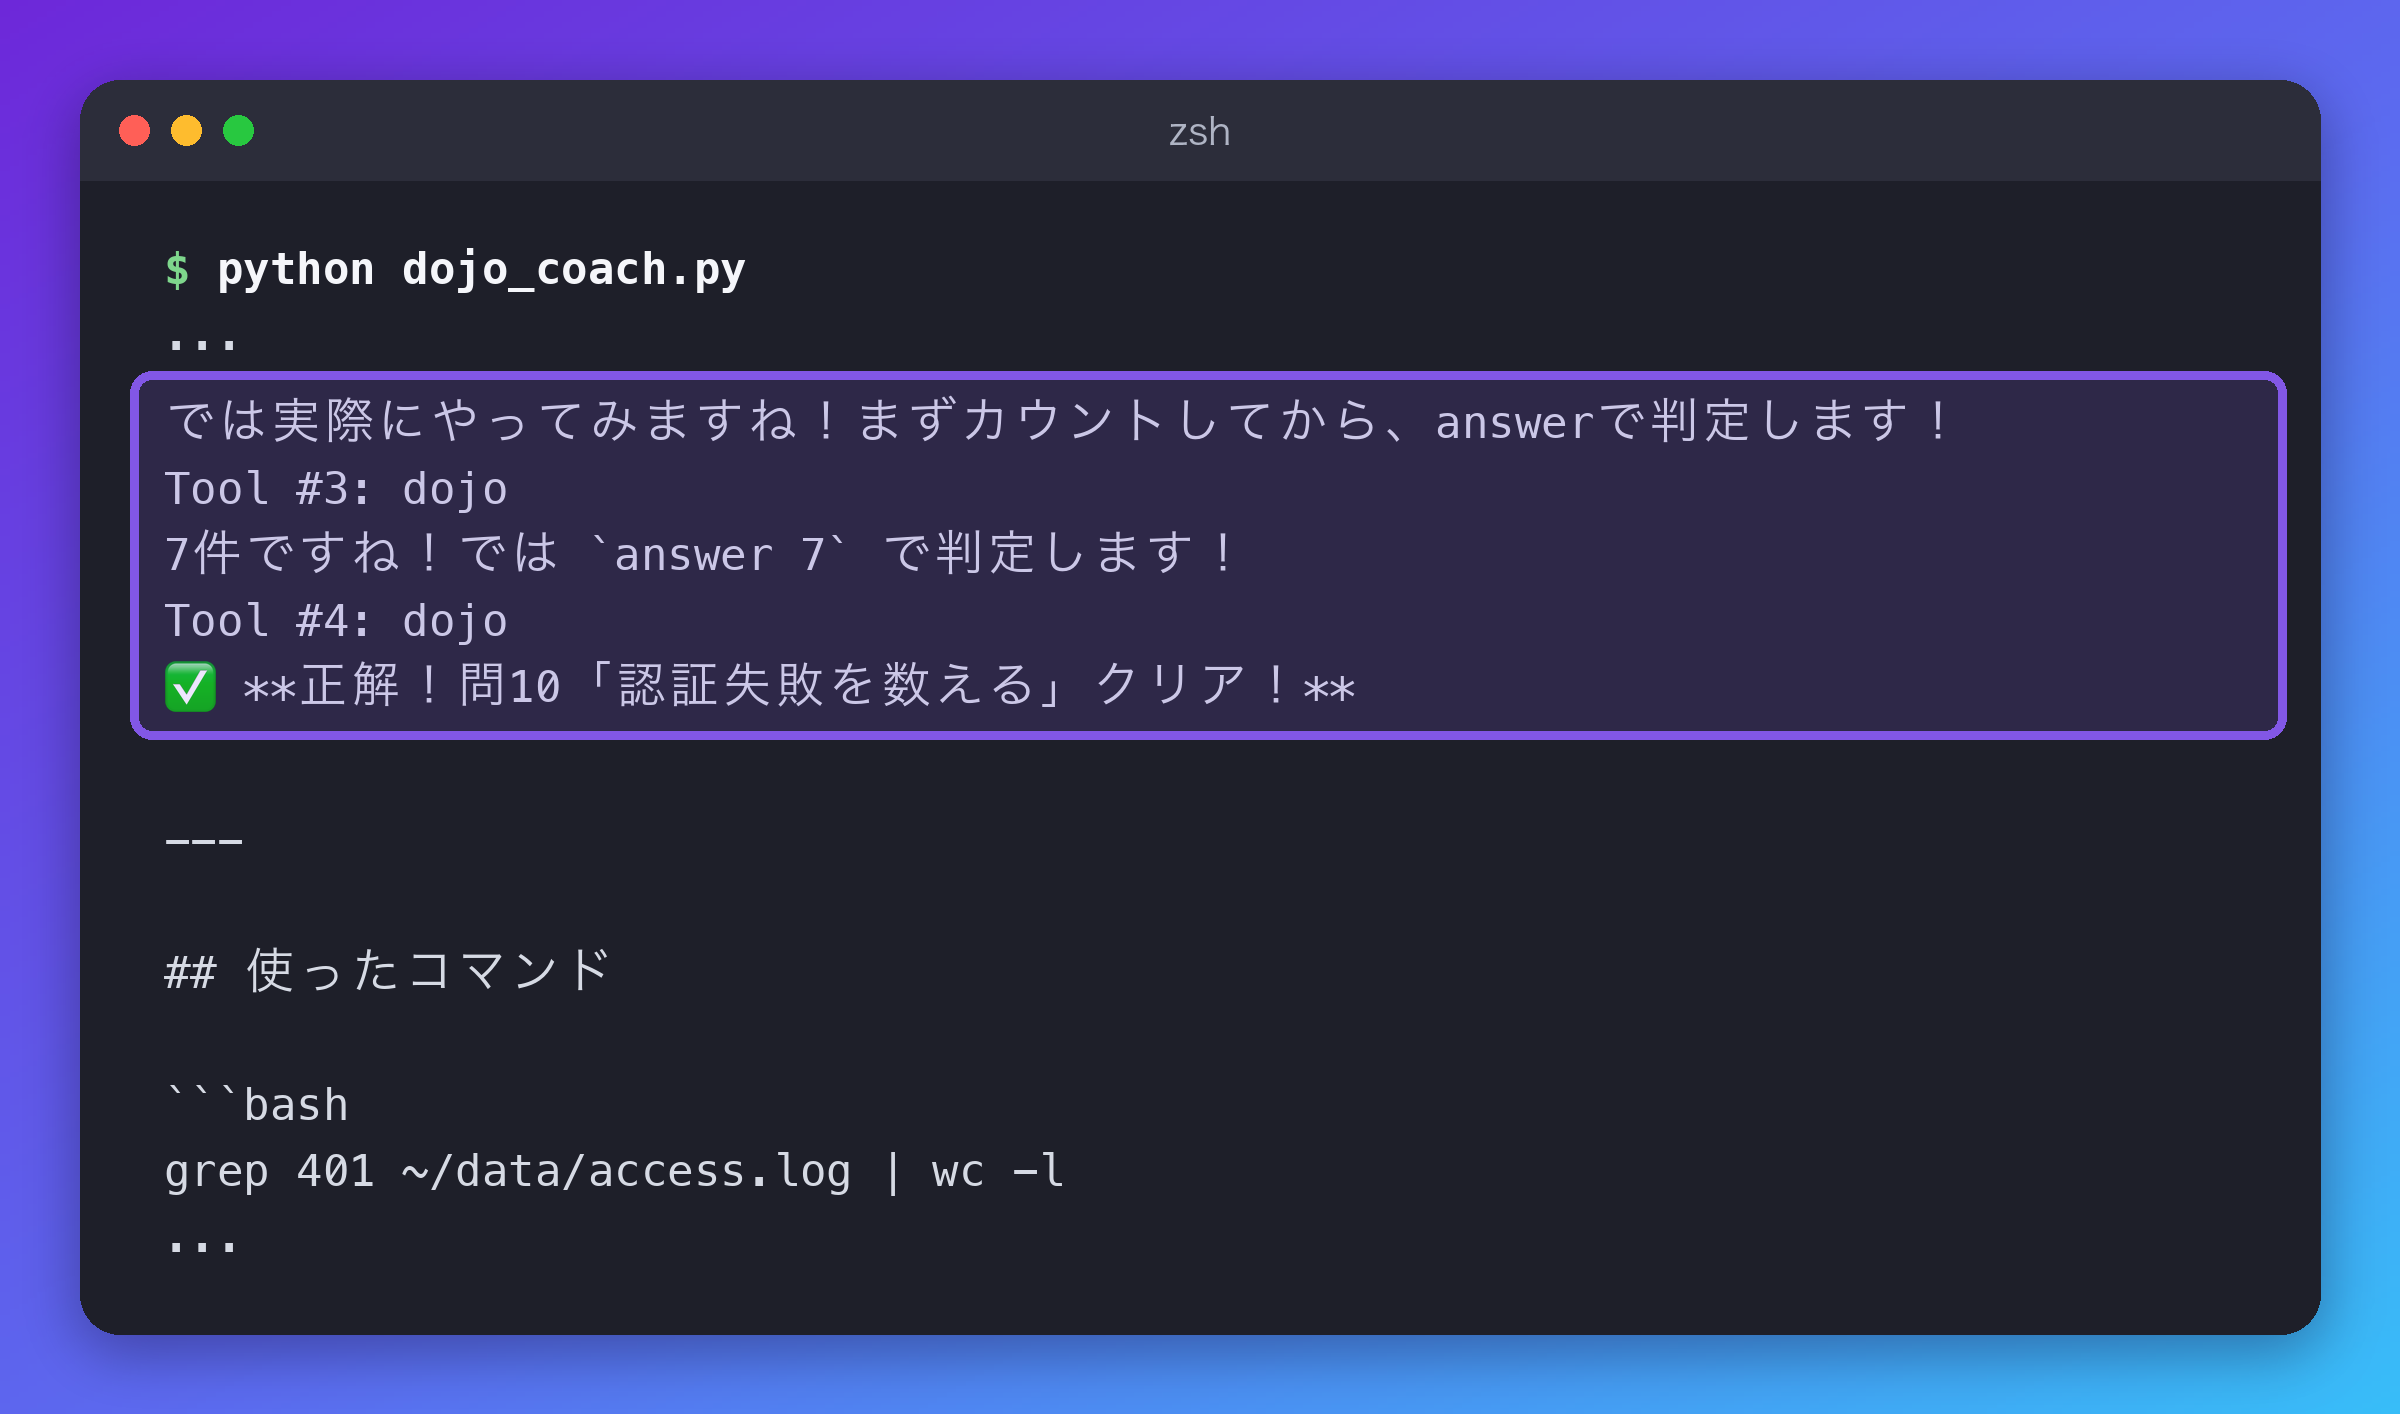 zsh
$ python dojo_coach.py
...
では実際にやってみますね！まずカウントしてから、answerで判定します！
Tool #3: dojo
7件ですね！では `answer 7` で判定します！
Tool #4: dojo
✅ **正解！問10「認証失敗を数える」クリア！**
---
## 使ったコマンド
```bash
grep 401 ~/data/access.log | wc -l
...